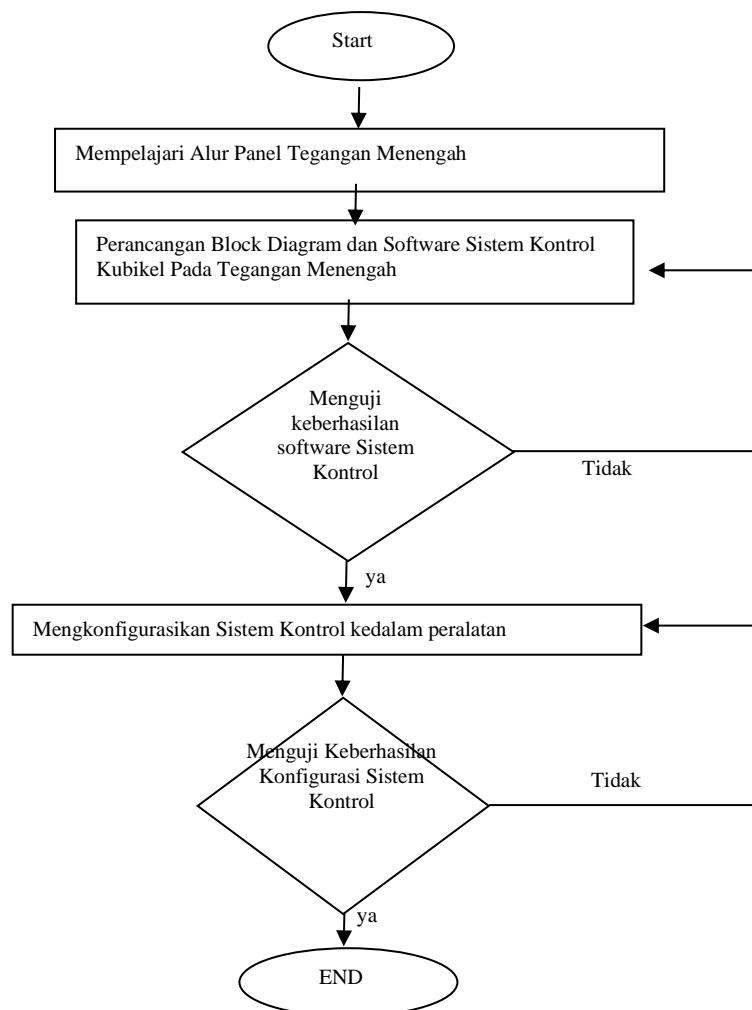 Start
Mempelajari Alur Panel Tegangan Menengah
Perancangan Block Diagram dan Software Sistem Kontrol
Kubikel Pada Tegangan Menengah
Menguji
keberhasilan
software Sistem
Kontrol
Tidak
ya
Mengkonfigurasikan Sistem Kontrol kedalam peralatan
Menguji Keberhasilan
Konfigurasi Sistem
Kontrol
Tidak
ya
END